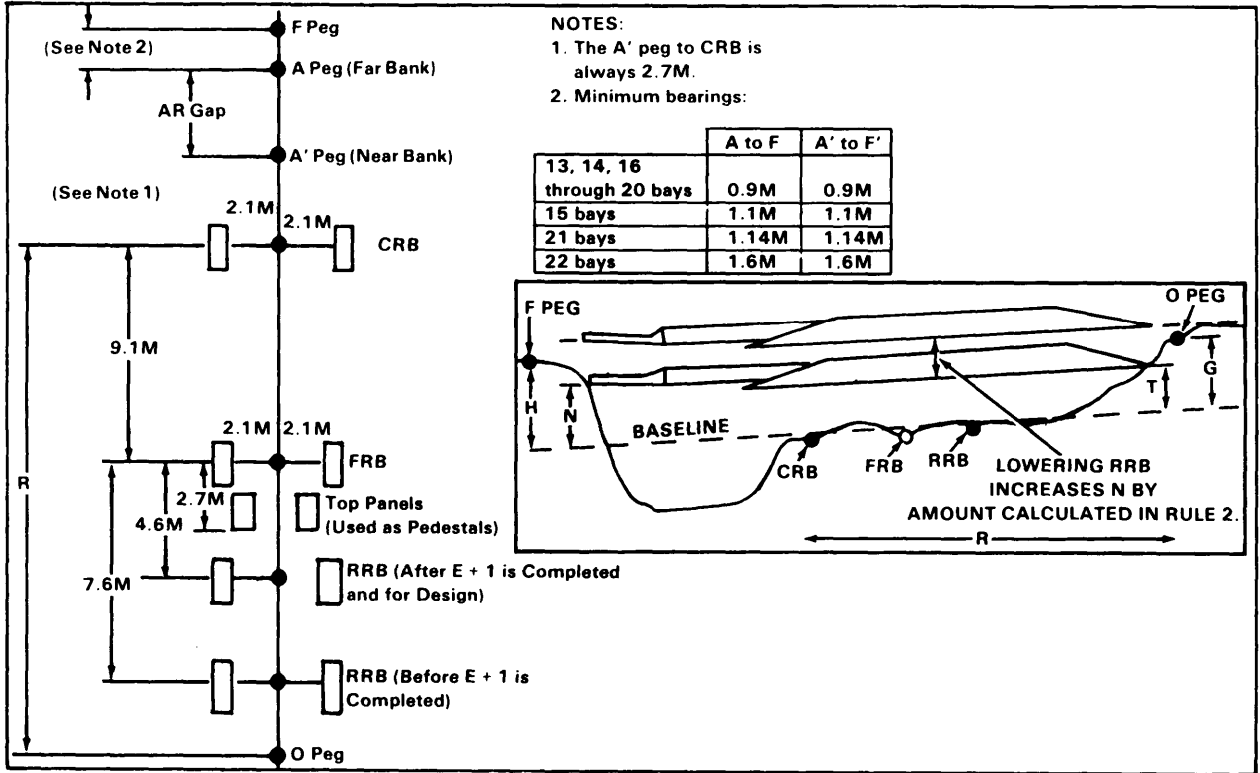 F Peg
(See Note 2)
A Peg (Far Bank)
AR Gap
A' Peg (Near Bank)
(See Note 1)
2.1M
2.1M
CRB
9.1M
2.1M
2.1M
FRB
R
2.7M
Top Panels
(Used as Pedestals)
4.6M
7.6M
RRB (After E + 1 is Completed
and for Design)
RRB (Before E + 1 is
Completed)
O Peg
NOTES:
1. The A' peg to CRB is
always 2.7M.
2. Minimum bearings:
A to F A' to F'
13, 14, 16
through 20 bays 0.9M 0.9M
15 bays 1.1M 1.1M
21 bays 1.14M 1.14M
22 bays 1.6M 1.6M
F PEG
O PEG
H
N
T
G
BASELINE
CRB
FRB
RRB
LOWERING RRB
INCREASES N BY
AMOUNT CALCULATED IN RULE 2.
R